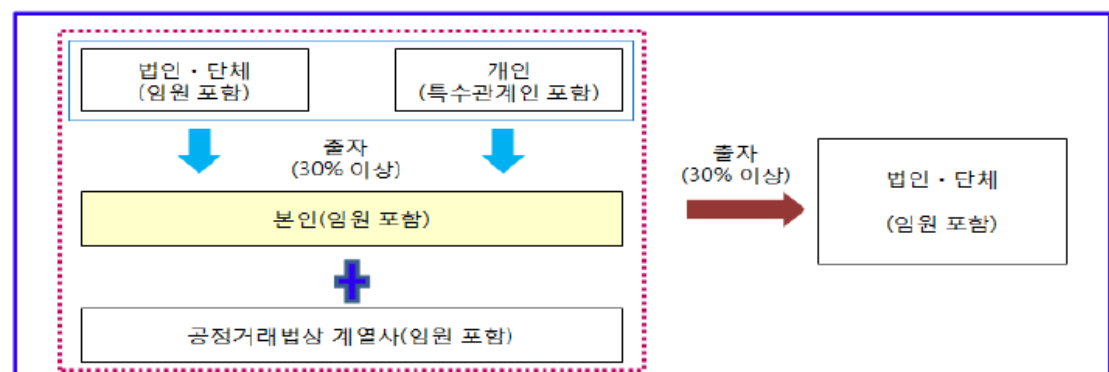 법인・단체
(임원 포함)
개인
(특수관계인 포함)
출자
(30% 이상)
본인(임원 포함)
공정거래법상 계열사(임원 포함)
출자
(30% 이상)
법인・단체
(임원 포함)